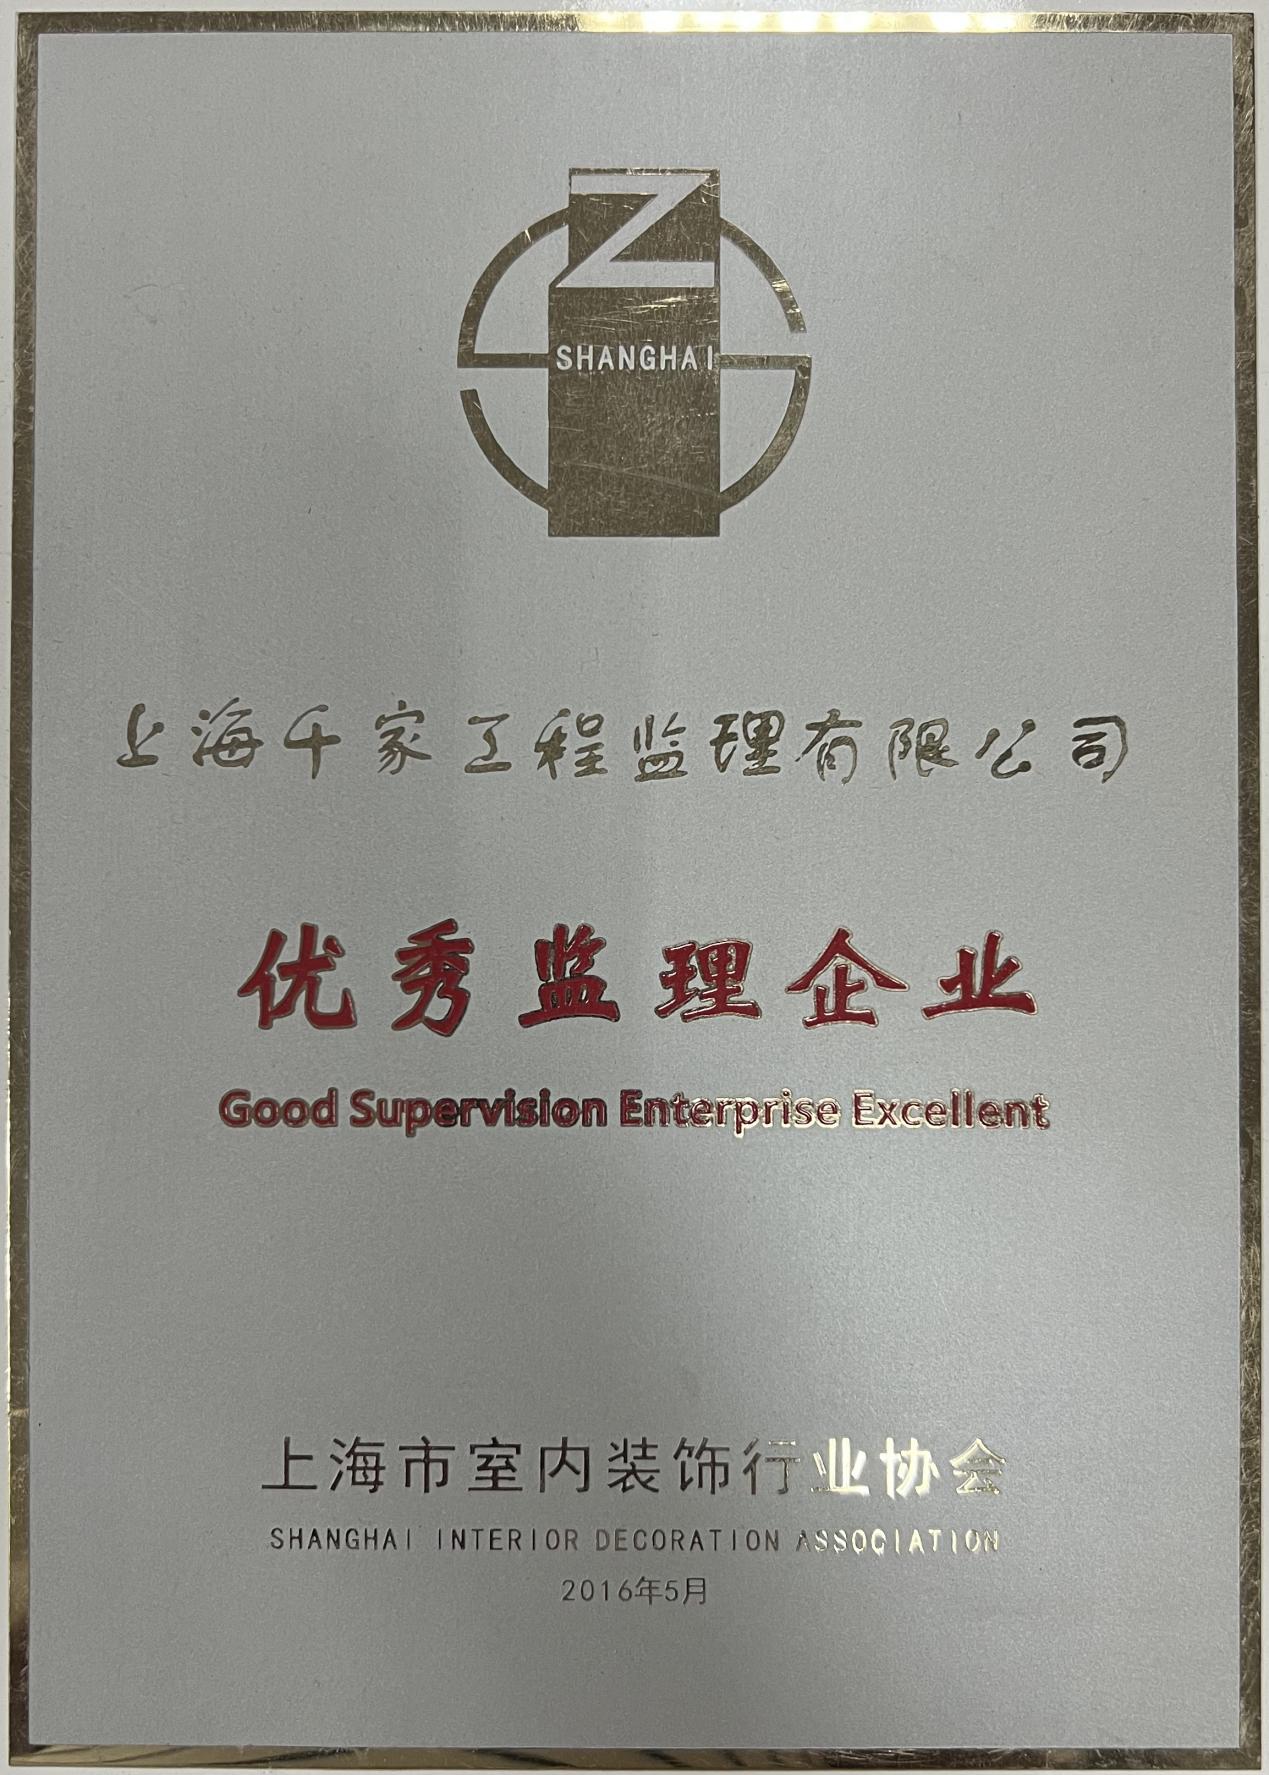 Z
SHANGHAI
上海千家工程监理有限公司
优秀监理企业
Good Supervision Enterprise Excellent
上海市室内装饰行业协会
SHANGHAI INTERIOR DECORATION ASSOCIATION
2016年5月